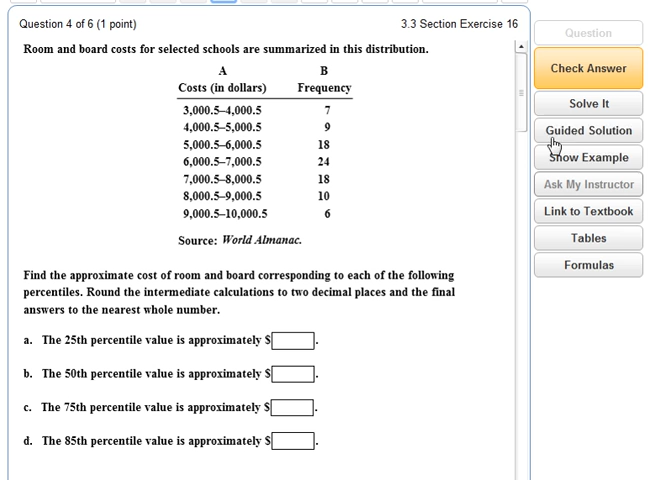 Question 4 of 6 (1 point) 3.3 Section Exercise 16
Room and board costs for selected schools are summarized in this distribution.
A B
Costs (in dollars) Frequency
3,000.5–4,000.5 7
4,000.5–5,000.5 9
5,000.5–6,000.5 18
6,000.5–7,000.5 24
7,000.5–8,000.5 18
8,000.5–9,000.5 10
9,000.5–10,000.5 6
Source: World Almanac.
Find the approximate cost of room and board corresponding to each of the following
percentiles. Round the intermediate calculations to two decimal places and the final
answers to the nearest whole number.
a. The 25th percentile value is approximately $ .
b. The 50th percentile value is approximately $ .
c. The 75th percentile value is approximately $ .
d. The 85th percentile value is approximately $ .
Question
Check Answer
Solve It
Guided Solution
Show Example
Ask My Instructor
Link to Textbook
Tables
Formulas